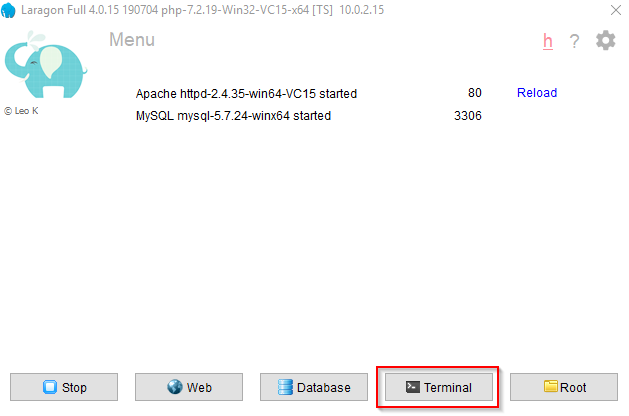 Laragon Full 4.0.15 190704 php-7.2.19-Win32-VC15-x64 [TS] 10.0.2.15
Menu
h ?
© Leo K
Apache httpd-2.4.35-win64-VC15 started 80 Reload
MySQL mysql-5.7.24-winx64 started 3306
Stop Web Database Terminal Root